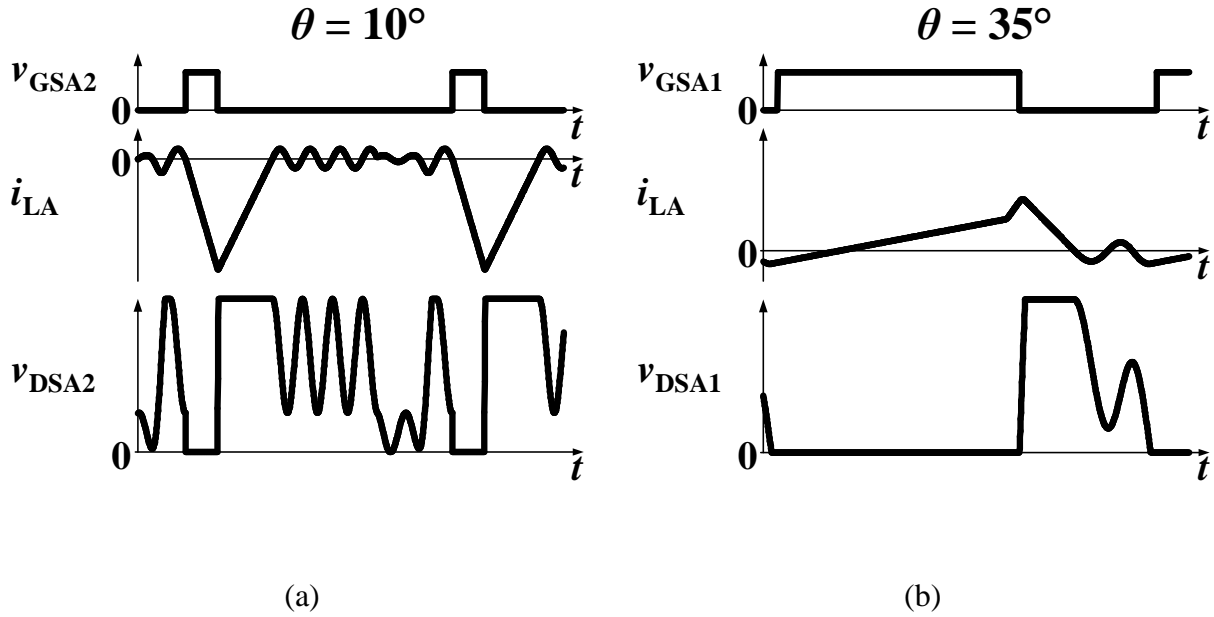 θ = 10°
θ = 35°
vGSA2
0
t
iLA
0
t
vDSA2
0
t
vGSA1
0
t
iLA
0
t
vDSA1
0
t
(a)
(b)